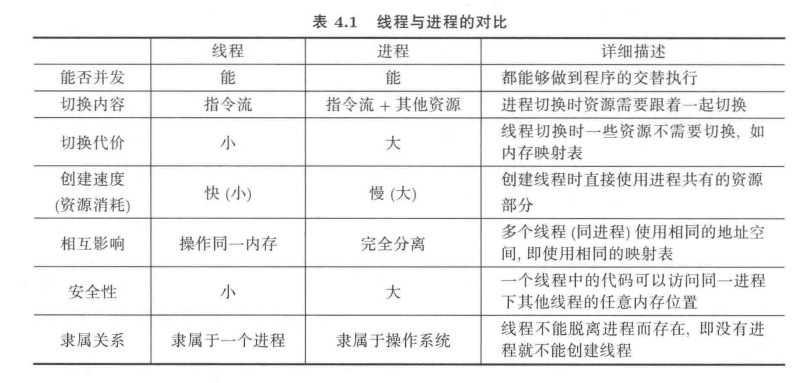 表 4.1 线程与进程的对比
线程 进程 详细描述
能否并发 能 能 都能够做到程序的交替执行
切换内容 指令流 指令流 + 其他资源 进程切换时资源需要跟着一起切换
切换代价 小 大 线程切换时一些资源不需要切换, 如
内存映射表
创建速度
(资源消耗) 快 (小) 慢 (大) 创建线程时直接使用进程共有的资源
部分
相互影响 操作同一内存 完全分离 多个线程 (同进程) 使用相同的地址空
间, 即使用相同的映射表
安全性 小 大 一个线程中的代码可以访问同一进程
下其他线程的任意内存位置
隶属关系 隶属于一个进程 隶属于操作系统 线程不能脱离进程而存在, 即没有进
程就不能创建线程